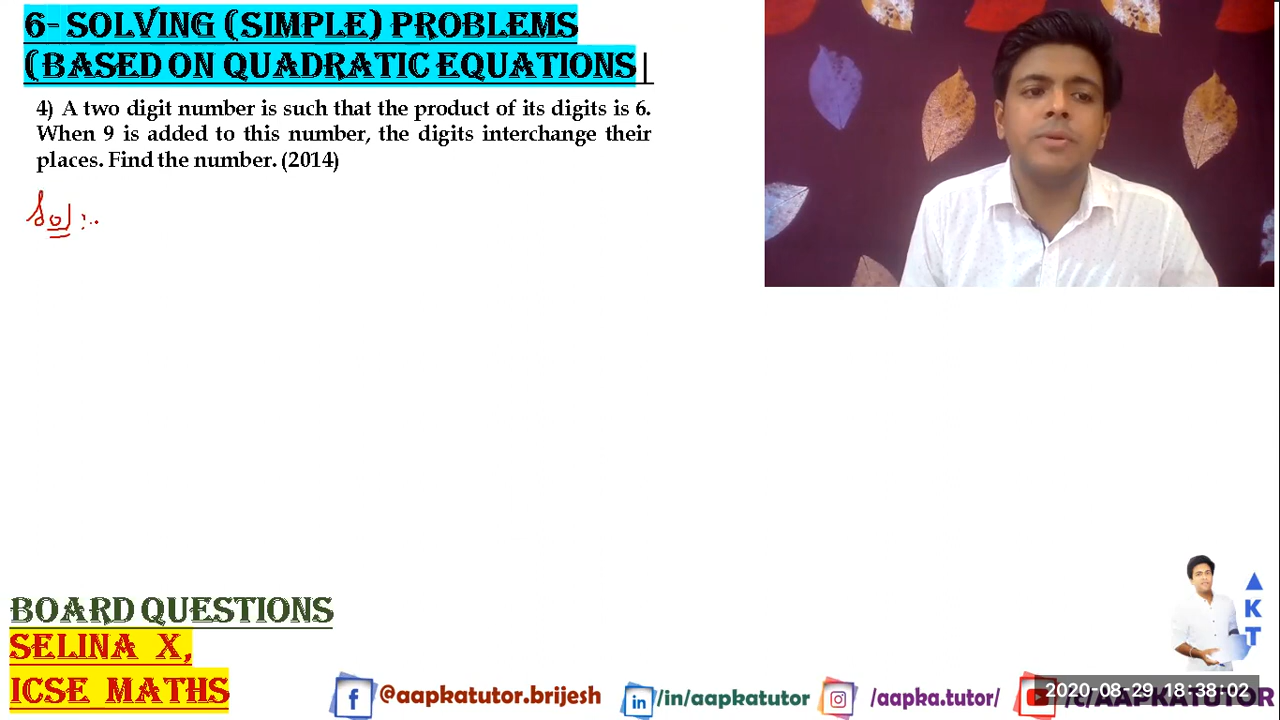 6- SOLVING (SIMPLE) PROBLEMS
(BASED ON QUADRATIC EQUATIONS
4) A two digit number is such that the product of its digits is 6.
When 9 is added to this number, the digits interchange their
places. Find the number. (2014)
Sol :-
BOARD QUESTIONS
SELINA X,
ICSE MATHS
A
K
T
@aapkatutor.brijesh
/in/aapkatutor
/aapka.tutor/
/c/AAPKATUTOR
2020-08-29 18:38:02